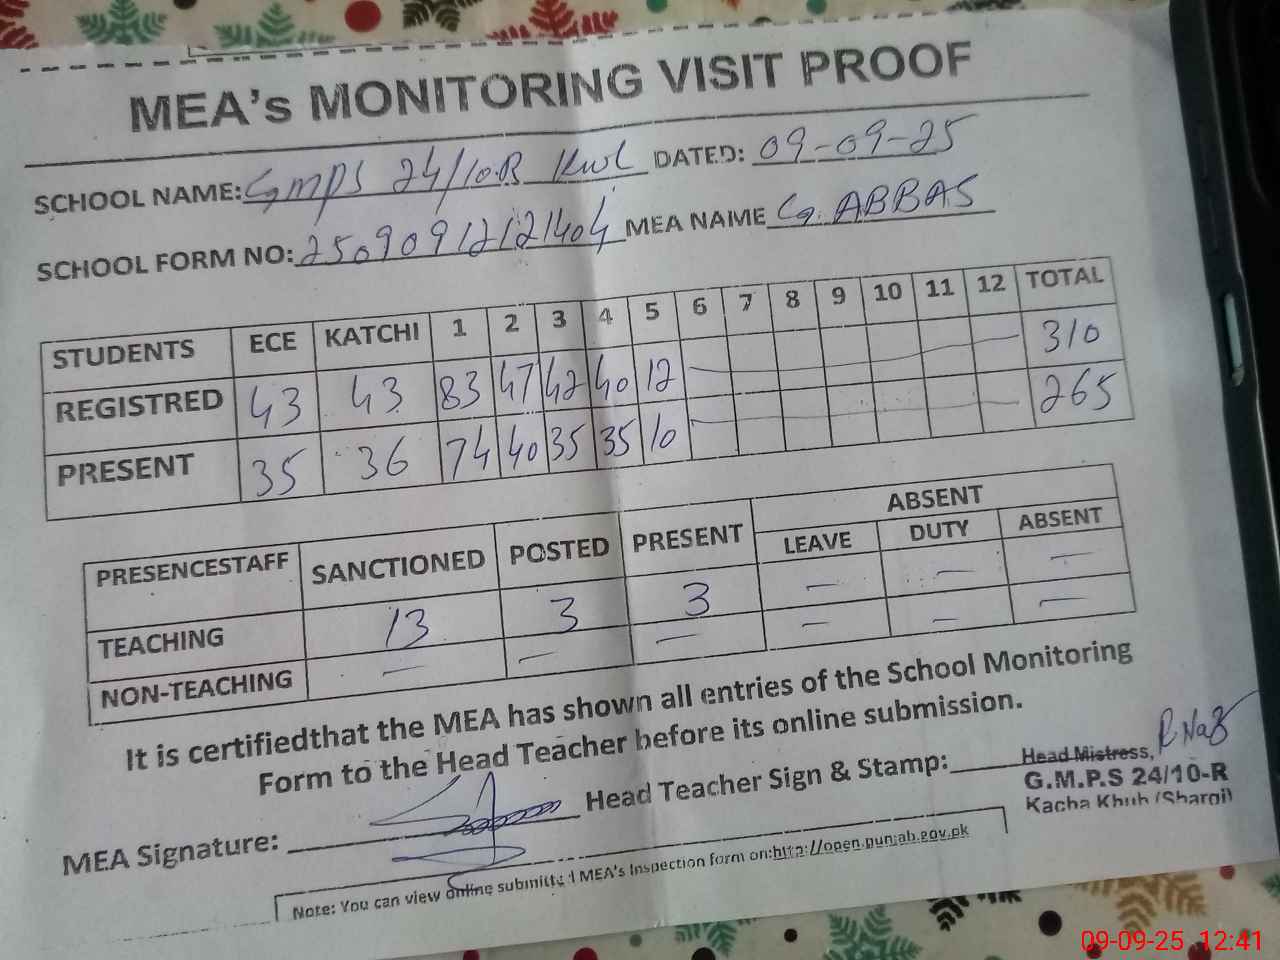 MEA's MONITORING VISIT PROOF
SCHOOL NAME: GMPS 24/10.R Kwl DATED: 09-09-25
SCHOOL FORM NO: 25090912121404 MEA NAME G. ABBAS
STUDENTS ECE KATCHI 1 2 3 4 5 6 7 8 9 10 11 12 TOTAL
REGISTRED 43 43 83 47 42 40 12 310
PRESENT 35 36 74 40 35 35 10 265
PRESENCESTAFF SANCTIONED POSTED PRESENT ABSENT
LEAVE DUTY ABSENT
TEACHING 13 3 3 — — —
NON-TEACHING — — — — — —
It is certifiedthat the MEA has shown all entries of the School Monitoring
Form to the Head Teacher before its online submission.
MEA Signature: Head Teacher Sign & Stamp: Head Mistress, R Naz
G.M.P.S 24/10-R
Kacha Khuh (Sharqi)
Note: You can view online submitted MEA's Inspection form on:http://open.punjab.gov.pk
09-09-25 12:41